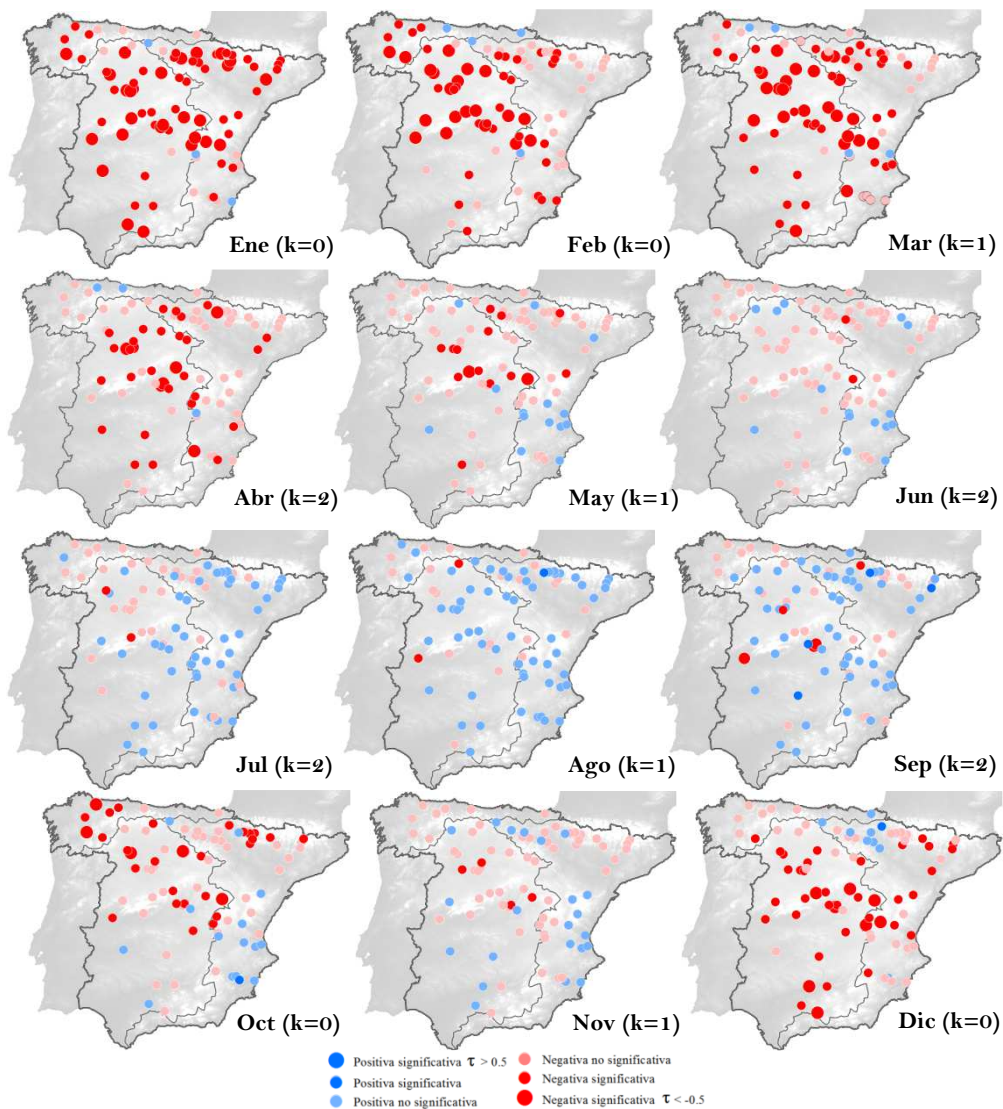 Ene (k=0)
Feb (k=0)
Mar (k=1)
Abr (k=2)
May (k=1)
Jun (k=2)
Jul (k=2)
Ago (k=1)
Sep (k=2)
Oct (k=0)
Nov (k=1)
Dic (k=0)
Positiva significativa τ > 0.5
Positiva significativa
Positiva no significativa
Negativa no significativa
Negativa significativa
Negativa significativa τ < -0.5